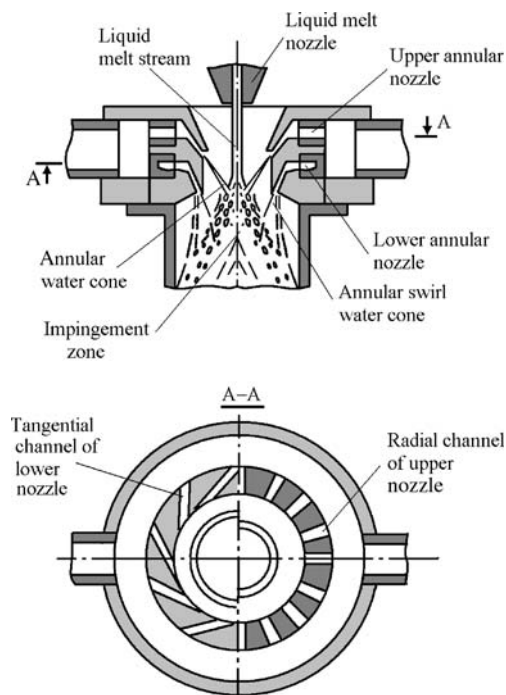 Liquid
melt stream
Liquid melt
nozzle
Upper annular
nozzle
A
A
Annular
water cone
Impingement
zone
Lower annular
nozzle
Annular swirl
water cone
A–A
Tangential
channel of
lower nozzle
Radial channel
of upper
nozzle